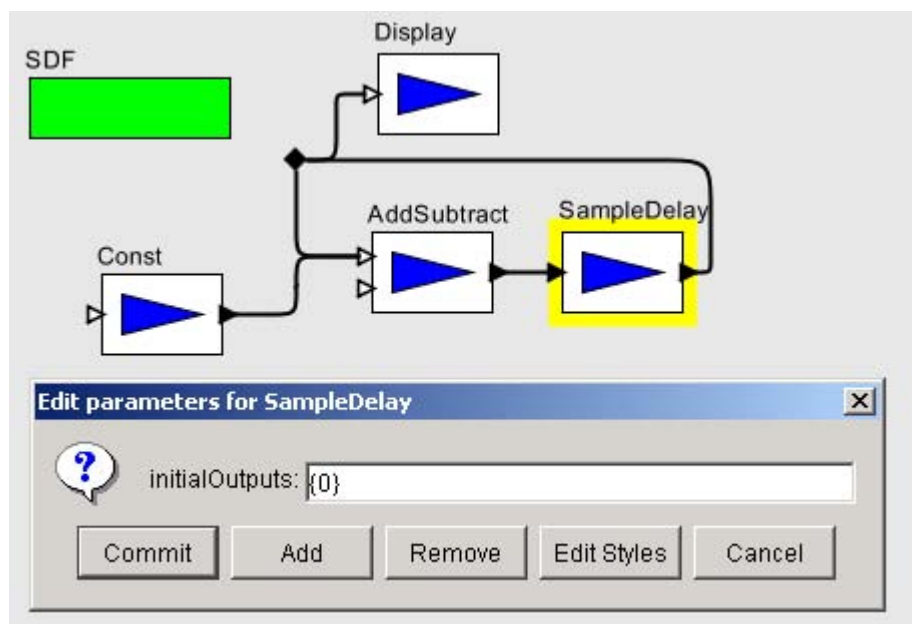 Display
SDF
AddSubtract
SampleDelay
Const
Edit parameters for SampleDelay
?
initialOutputs: {0}
Commit Add Remove Edit Styles Cancel